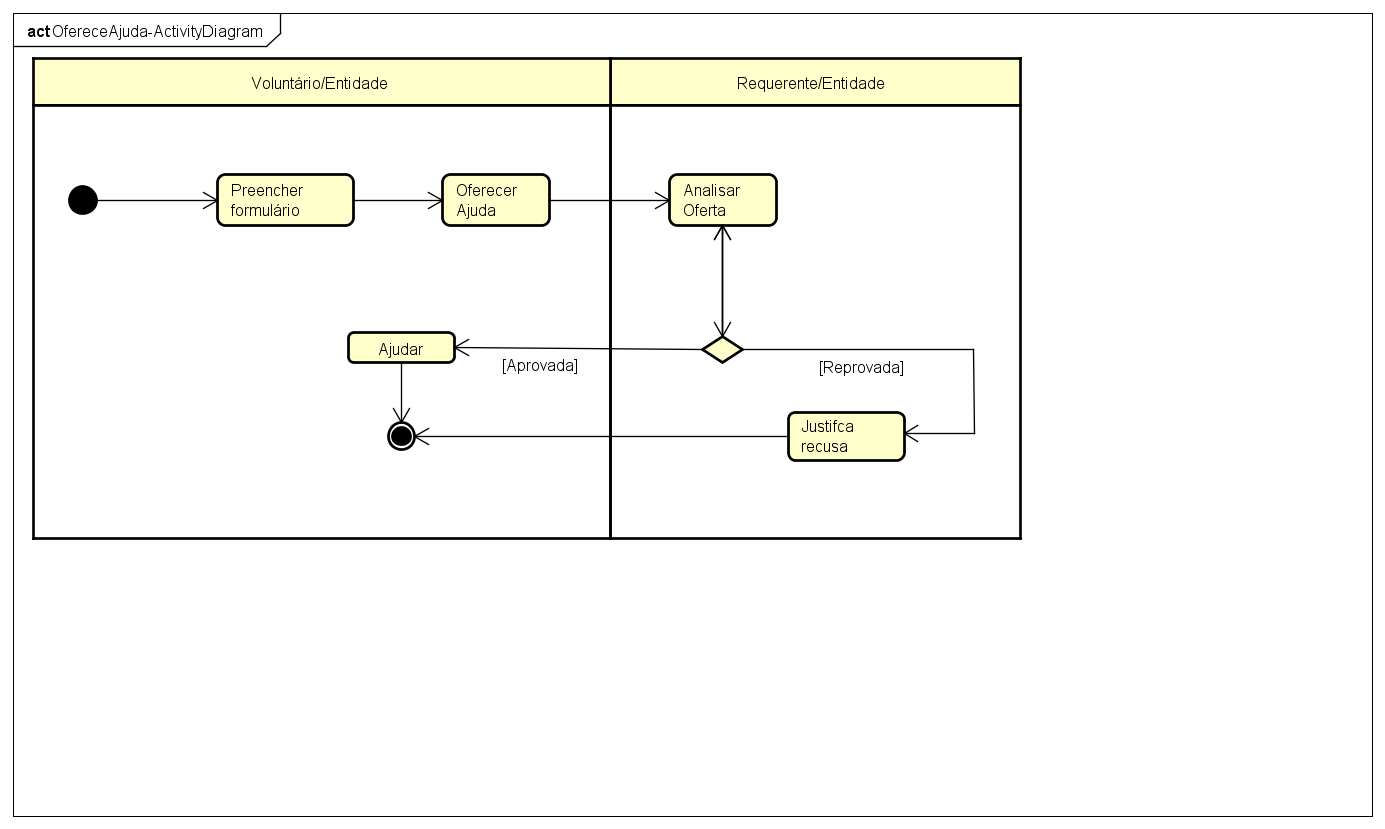 act OfereceAjuda-ActivityDiagram
Voluntário/Entidade
Requerente/Entidade
Preencher
formulário
Oferecer
Ajuda
Analisar
Oferta
Ajudar
[Aprovada]
[Reprovada]
Justifca
recusa